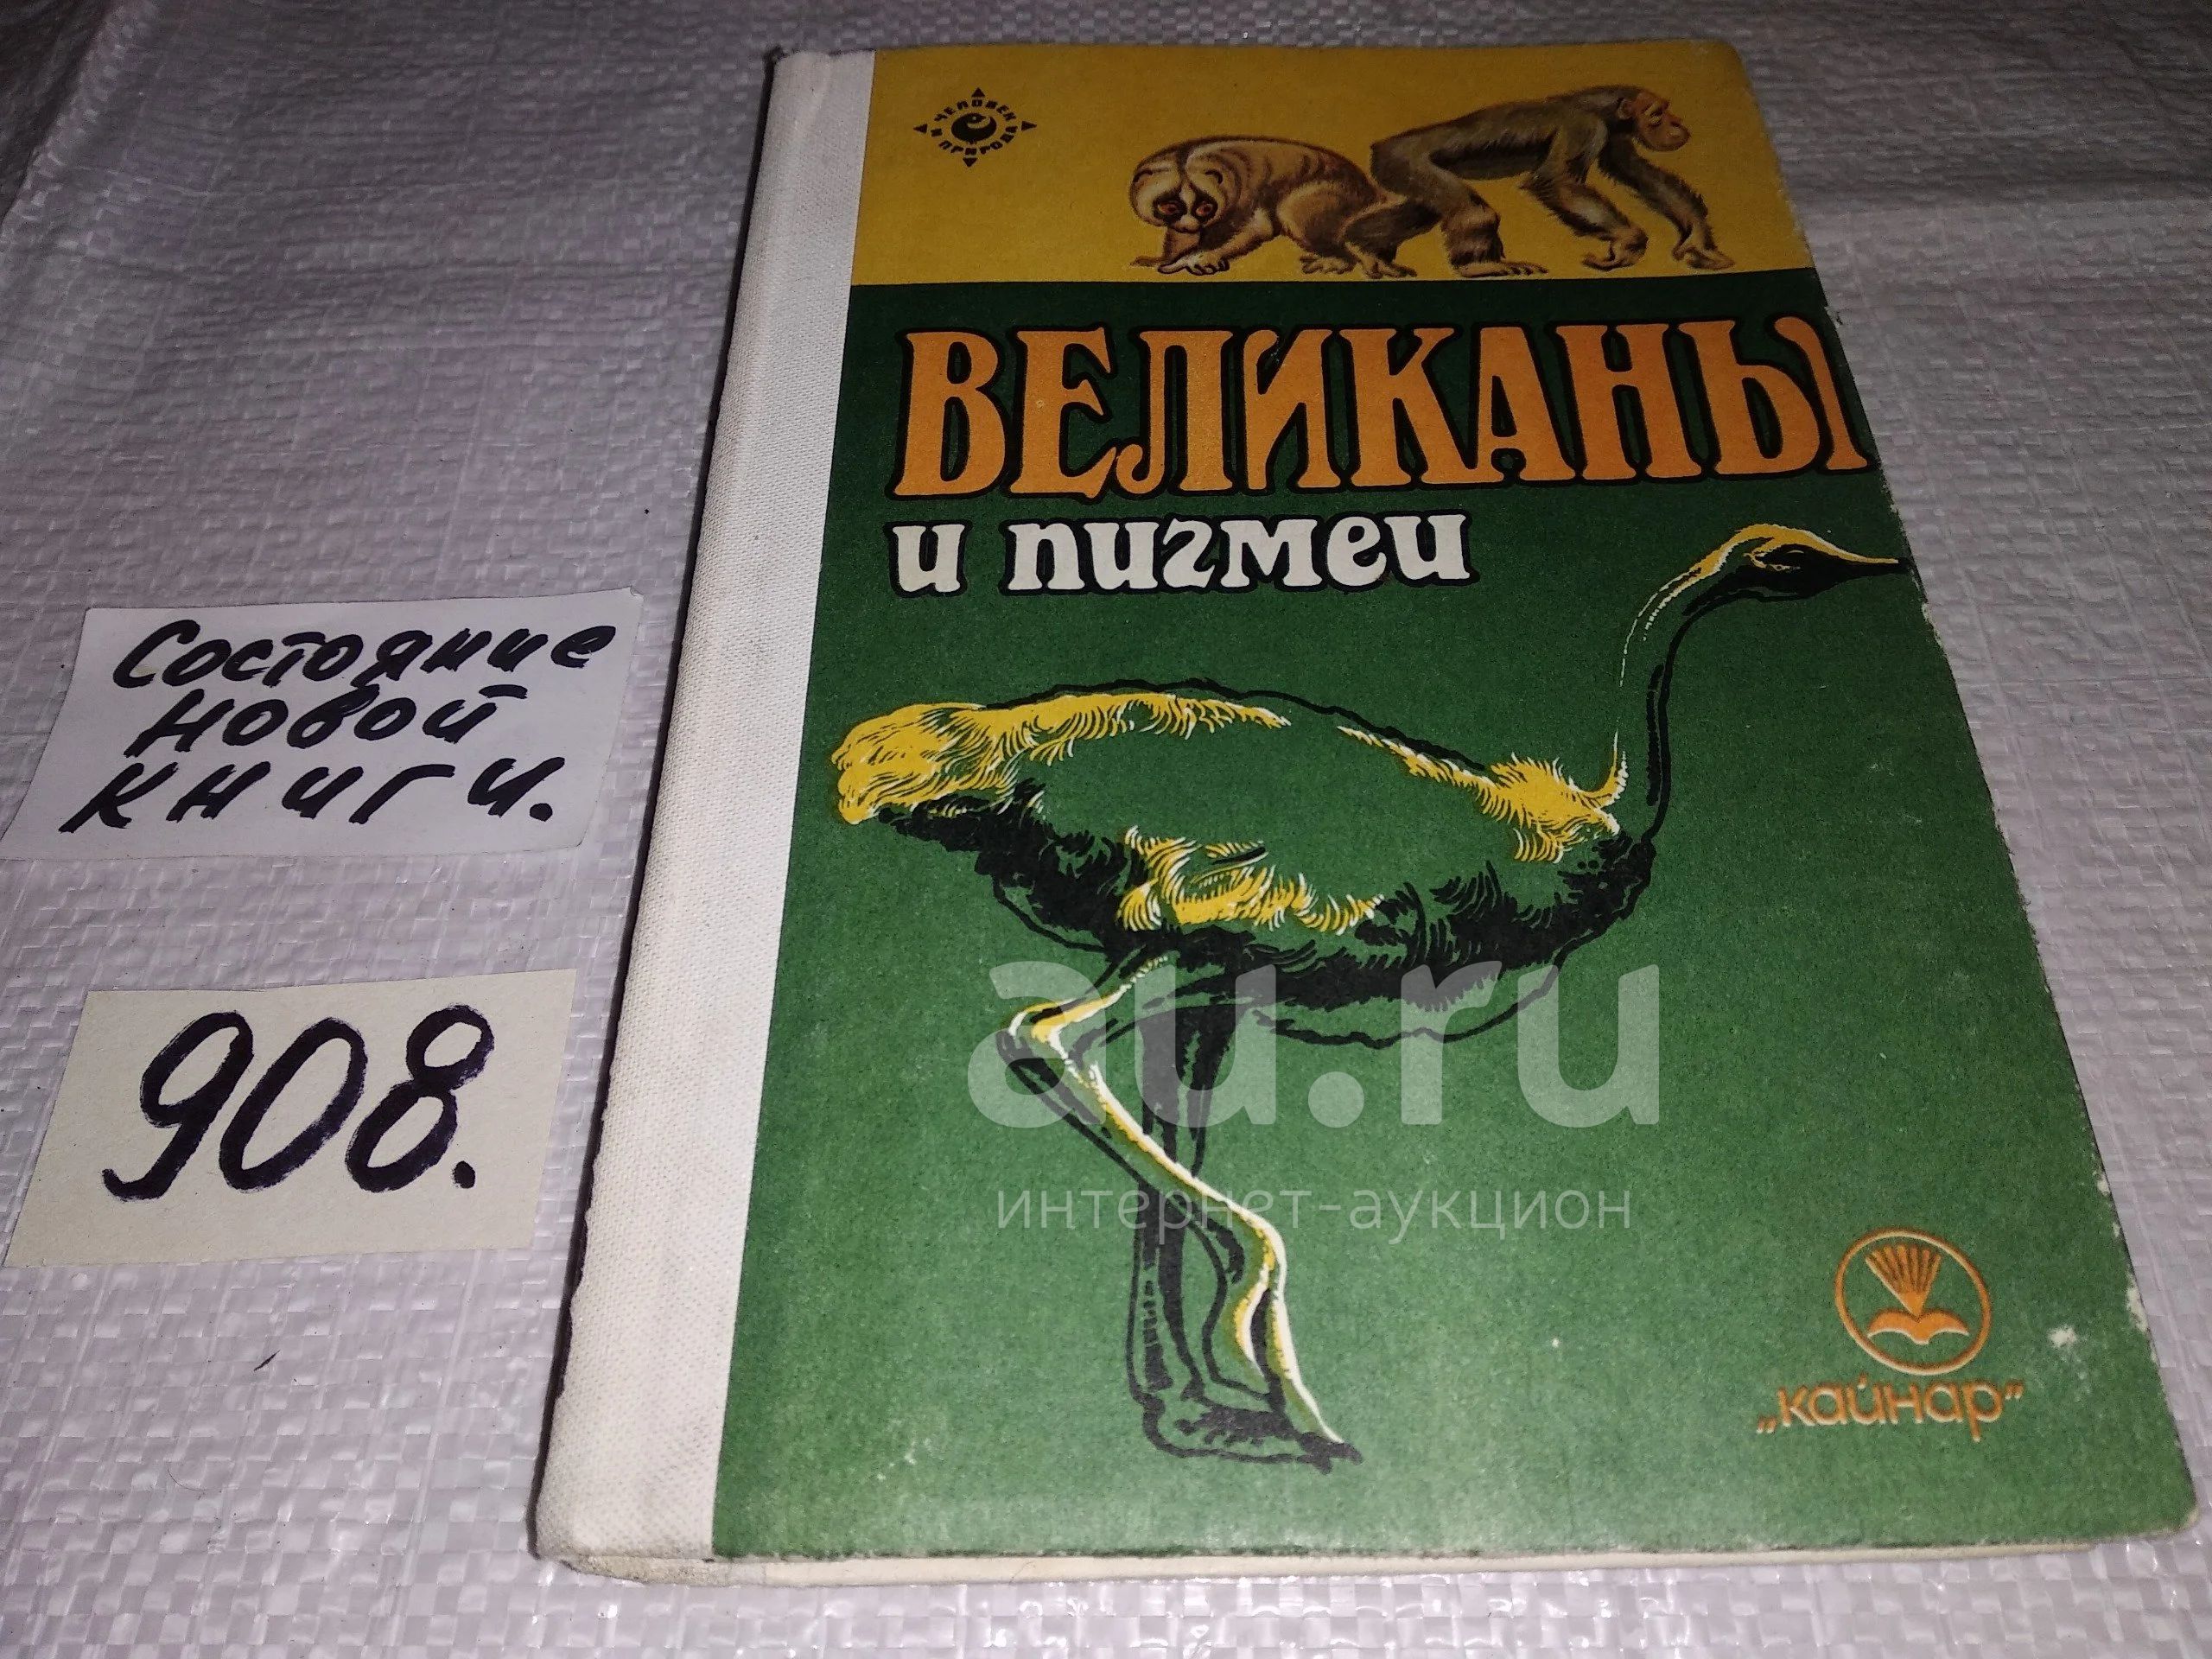 ЧЕЛОВЕК
И ПРИРОДА
ВЕЛИКАНЫ
и пигмеи
Состояние
новой
книги.
908.
au.ru
интернет-аукцион
„кайнар”